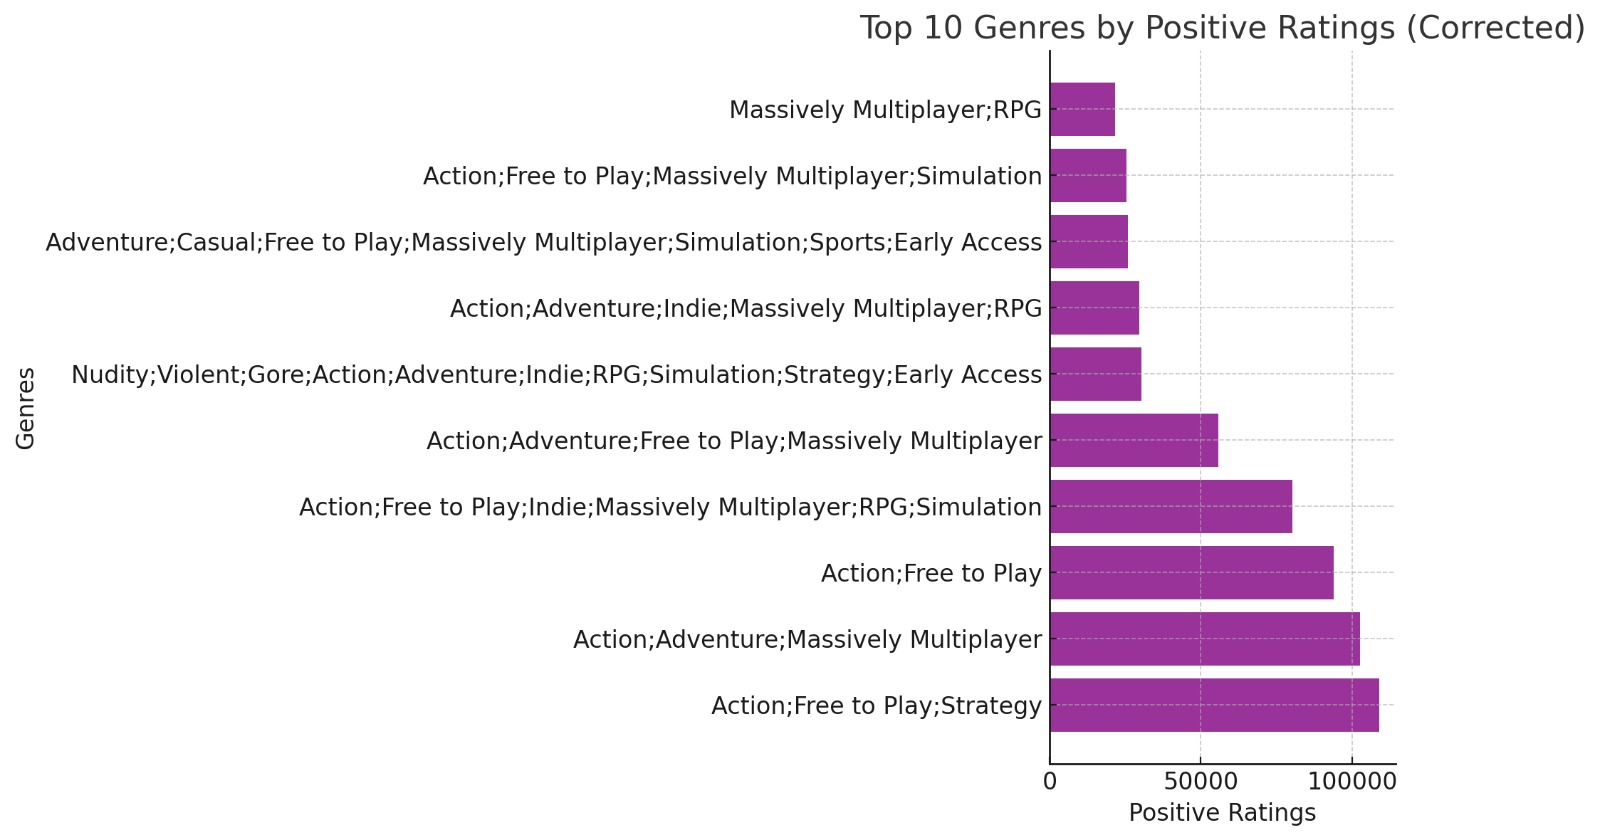 Top 10 Genres by Positive Ratings (Corrected)
Massively Multiplayer;RPG
Action;Free to Play;Massively Multiplayer;Simulation
Adventure;Casual;Free to Play;Massively Multiplayer;Simulation;Sports;Early Access
Action;Adventure;Indie;Massively Multiplayer;RPG
Nudity;Violent;Gore;Action;Adventure;Indie;RPG;Simulation;Strategy;Early Access
Action;Adventure;Free to Play;Massively Multiplayer
Action;Free to Play;Indie;Massively Multiplayer;RPG;Simulation
Action;Free to Play
Action;Adventure;Massively Multiplayer
Action;Free to Play;Strategy
Genres
0 50000 100000
Positive Ratings